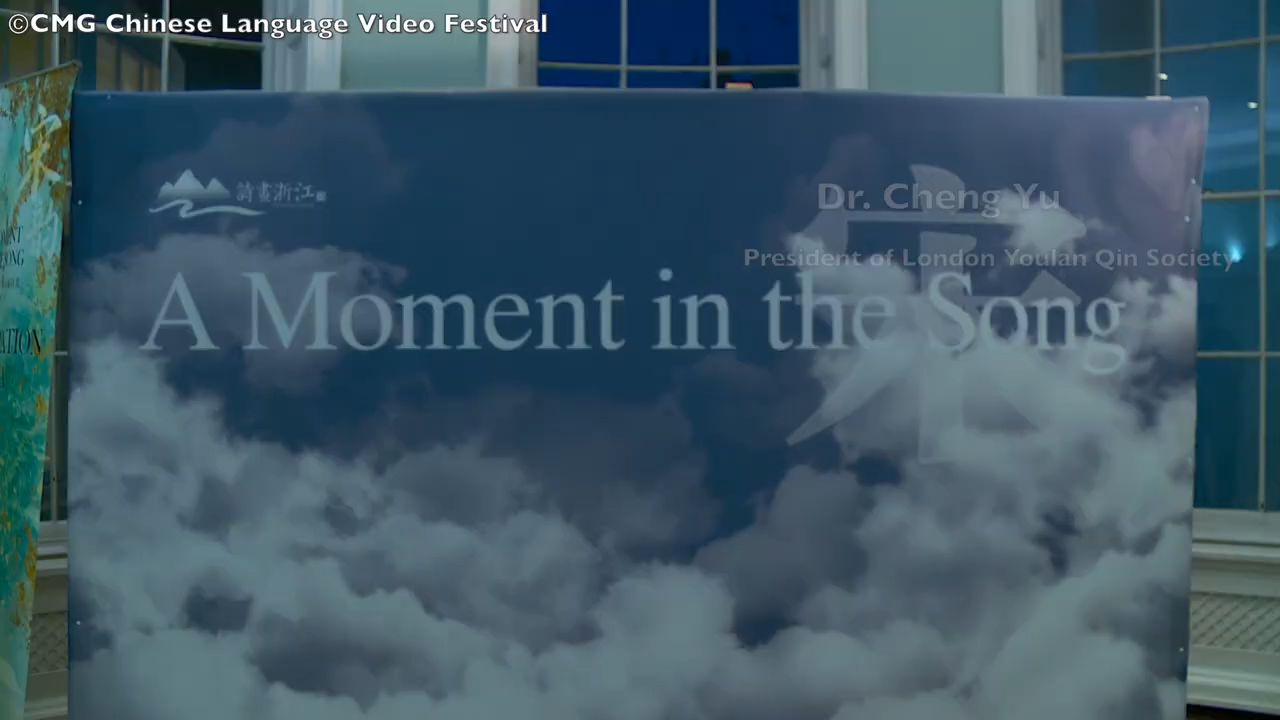 ©CMG Chinese Language Video Festival
詩畫浙江
Dr. Cheng Yu
President of London Youlan Qin Society
宋
A Moment in the Song